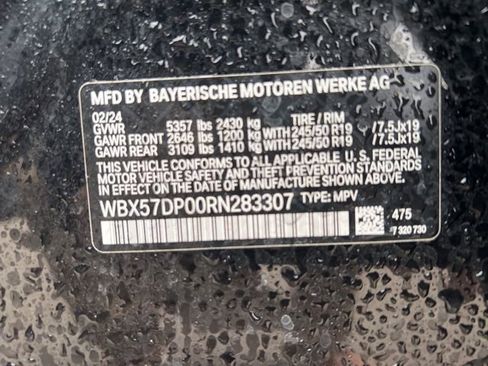 MFD BY BAYERISCHE MOTOREN WERKE AG
02/24 TIRE / RIM
GVWR 5357 lbs 2430 kg
GAWR FRONT 2646 lbs 1200 kg WITH 245/50 R19 / 7.5Jx19
GAWR REAR 3109 lbs 1410 kg WITH 245/50 R19 / 7.5Jx19
THIS VEHICLE CONFORMS TO ALL APPLICABLE U.S. FEDERAL
MOTOR VEHICLE SAFETY AND THEFT PREVENTION STANDARDS
IN EFFECT ON THE DATE OF MANUFACTURE SHOWN ABOVE.
WBX57DP00RN283307 TYPE: MPV
475
7 320 730